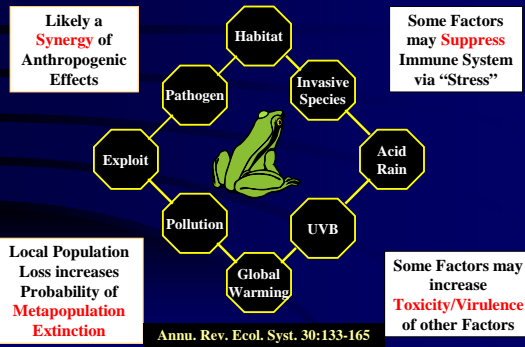 Likely a
Synergy of
Anthropogenic
Effects
Some Factors
may Suppress
Immune System
via “Stress”
Habitat
Pathogen
Invasive
Species
Exploit
Acid
Rain
Pollution
UVB
Global
Warming
Local Population
Loss increases
Probability of
Metapopulation
Extinction
Some Factors may
increase
Toxicity/Virulence
of other Factors
Annu. Rev. Ecol. Syst. 30:133-165